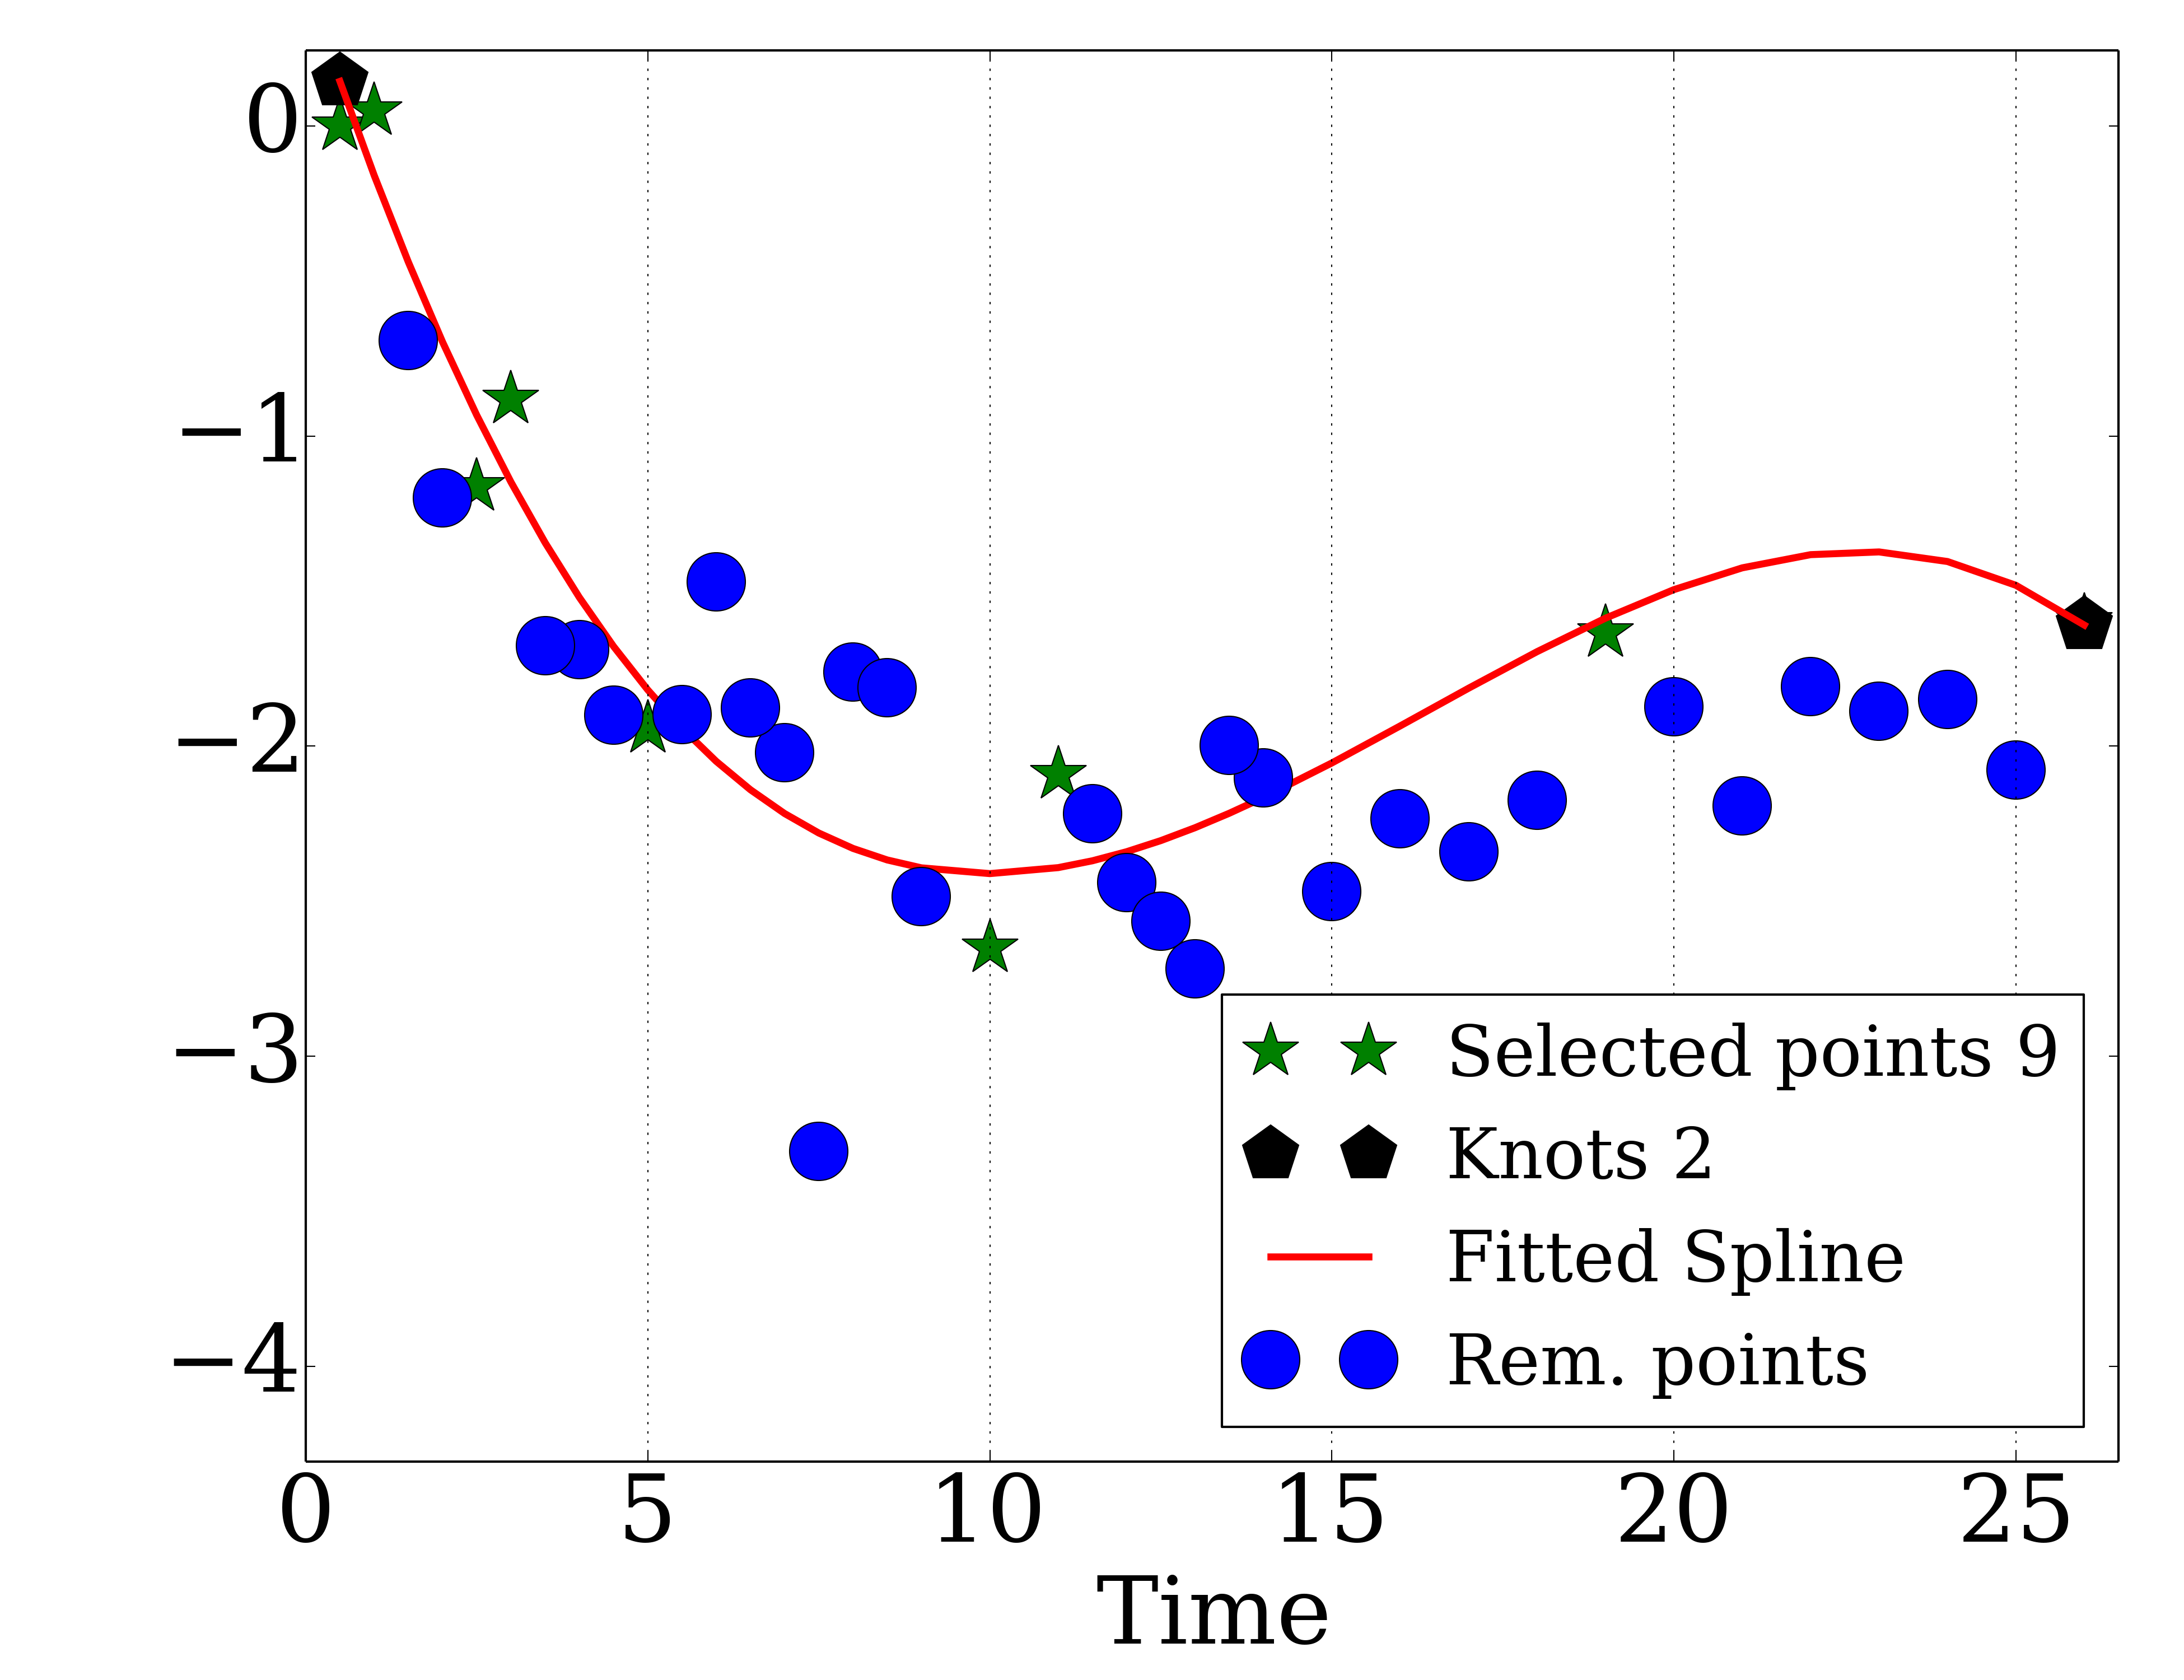 0
−1
−2
−3
−4
Selected points 9
Knots 2
Fitted Spline
Rem. points
0 5 10 15 20 25
Time